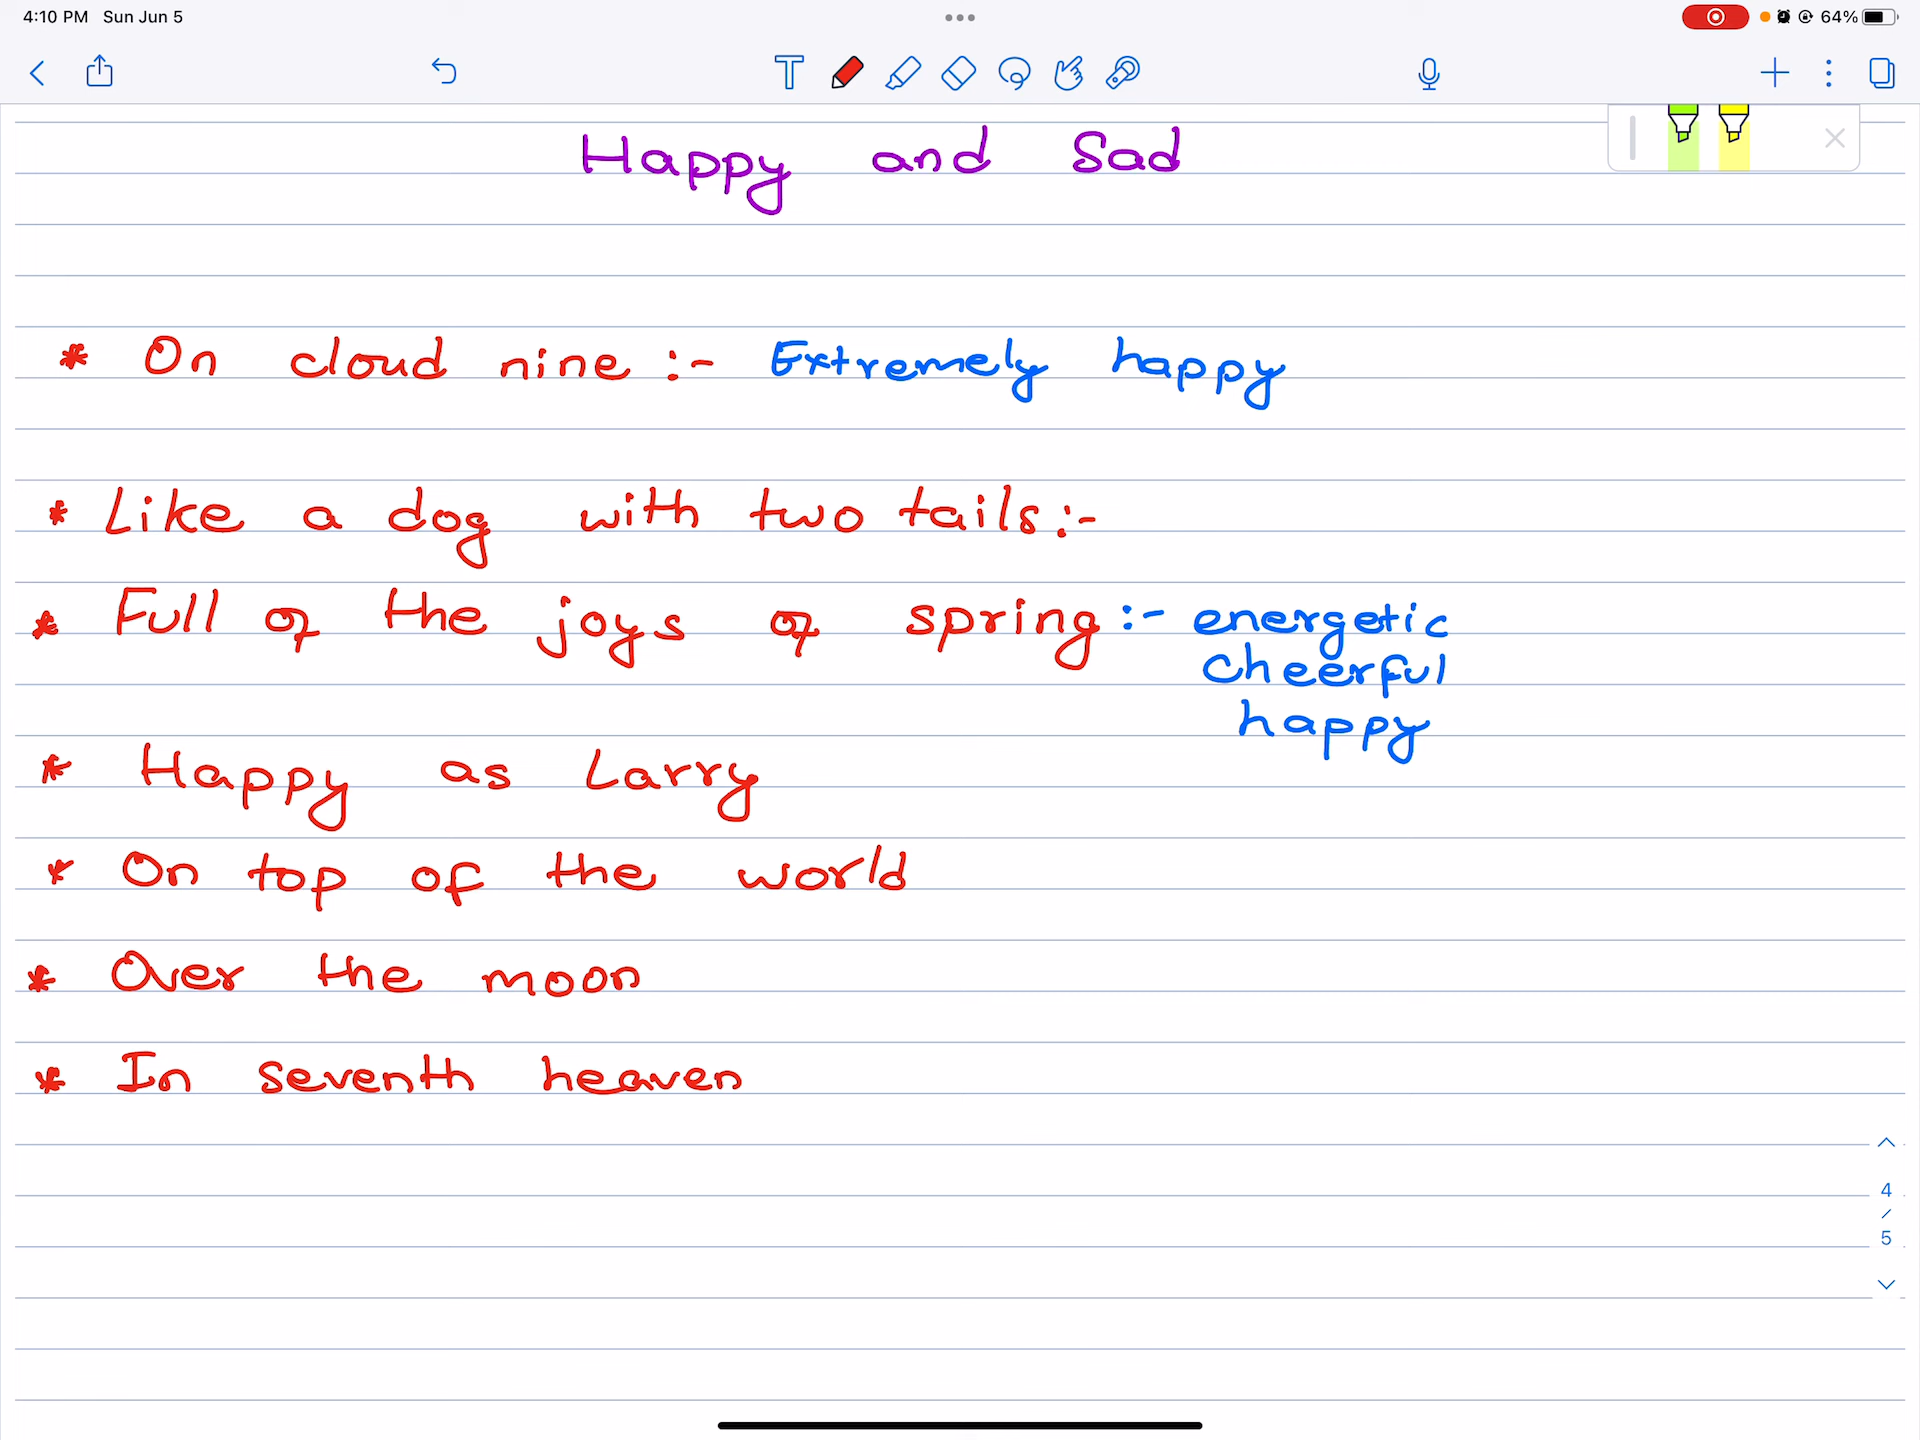 4:10 PM Sun Jun 5
64%
Happy and Sad
* On cloud nine :- Extremely happy
* Like a dog with two tails :-
* Full of the joys of spring :- energetic
cheerful
happy
* Happy as Larry
* On top of the world
* Over the moon
* In seventh heaven
4
/
5